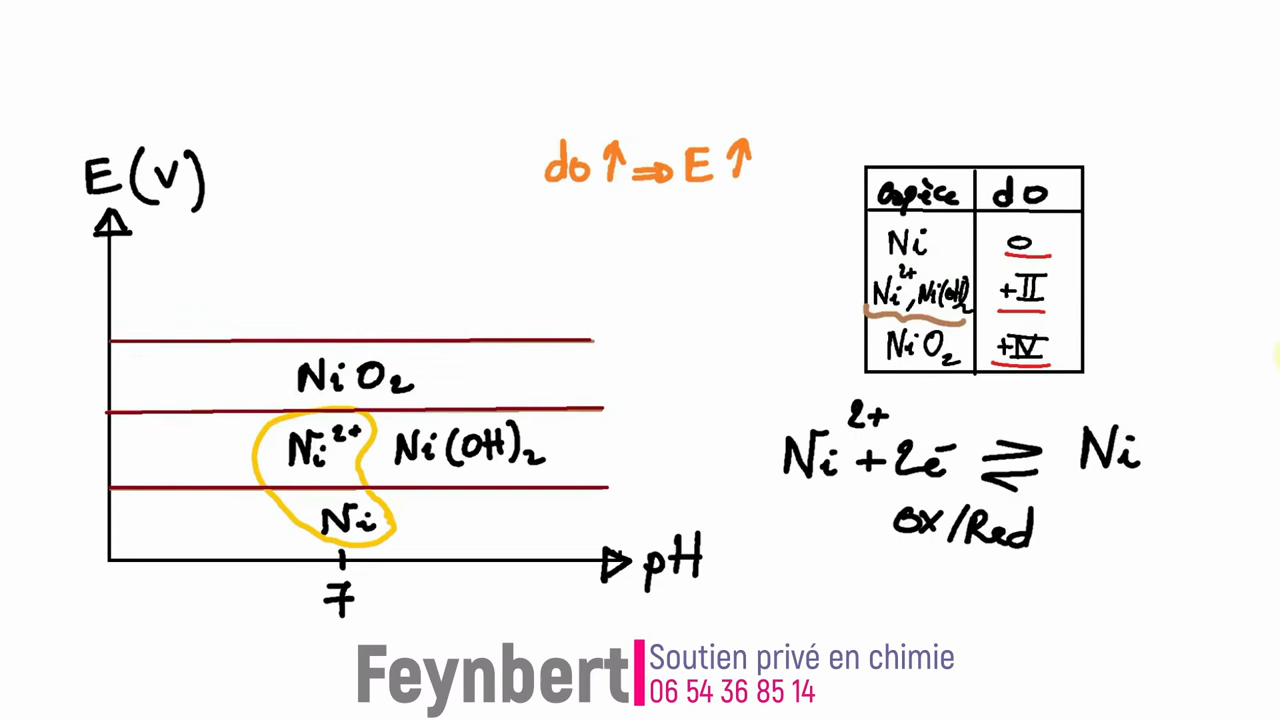 do ↑ ⇒ E ↑
E(V)
NiO₂
Ni²⁺ Ni(OH)₂
Ni
7
pH
espèce do
Ni 0
Ni²⁺, Ni(OH)₂ +II
NiO₂ +IV
Ni²⁺ + 2e⁻ ⇌ Ni
Ox/Red
Feynbert
Soutien privé en chimie
06 54 36 85 14